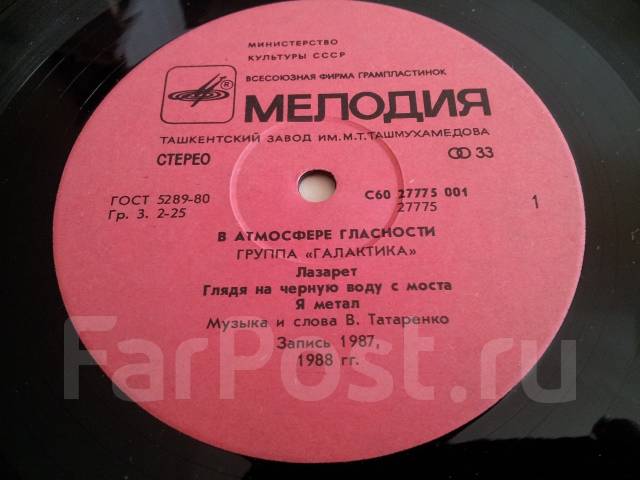 МИНИСТЕРСТВО
КУЛЬТУРЫ СССР
ВСЕСОЮЗНАЯ ФИРМА ГРАМПЛАСТИНОК
R
МЕЛОДИЯ
ТАШКЕНТСКИЙ ЗАВОД ИМ. М.Т. ТАШМУХАМЕДОВА
СТЕРЕО
33
ГОСТ 5289-80
Гр. 3. 2-25
С60 27775 001
27775
1
В АТМОСФЕРЕ ГЛАСНОСТИ
ГРУППА «ГАЛАКТИКА»
Лазарет
Глядя на черную воду с моста
Я метал
Музыка и слова В. Татаренко
Запись 1987,
1988 гг.
FarPost.ru